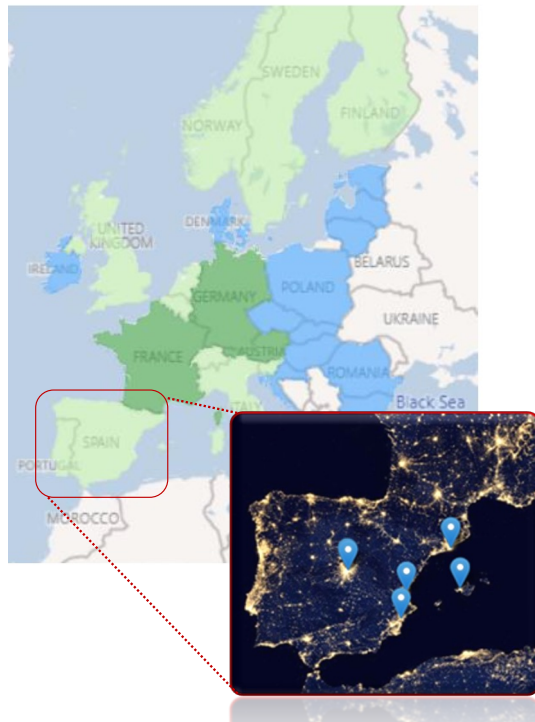 SWEDEN
FINLAND
NORWAY
UNITED
KINGDOM
DENMARK
IRELAND
BELARUS
POLAND
GERMANY
UKRAINE
FRANCE
AUSTRIA
ROMANIA
ITALY
Black Sea
SPAIN
PORTUGAL
MOROCCO